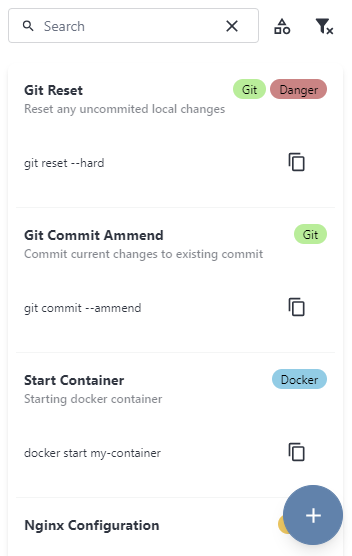 Search
Git Reset Git Danger
Reset any uncommited local changes
git reset --hard
Git Commit Ammend Git
Commit current changes to existing commit
git commit --ammend
Start Container Docker
Starting docker container
docker start my-container
Nginx Configuration